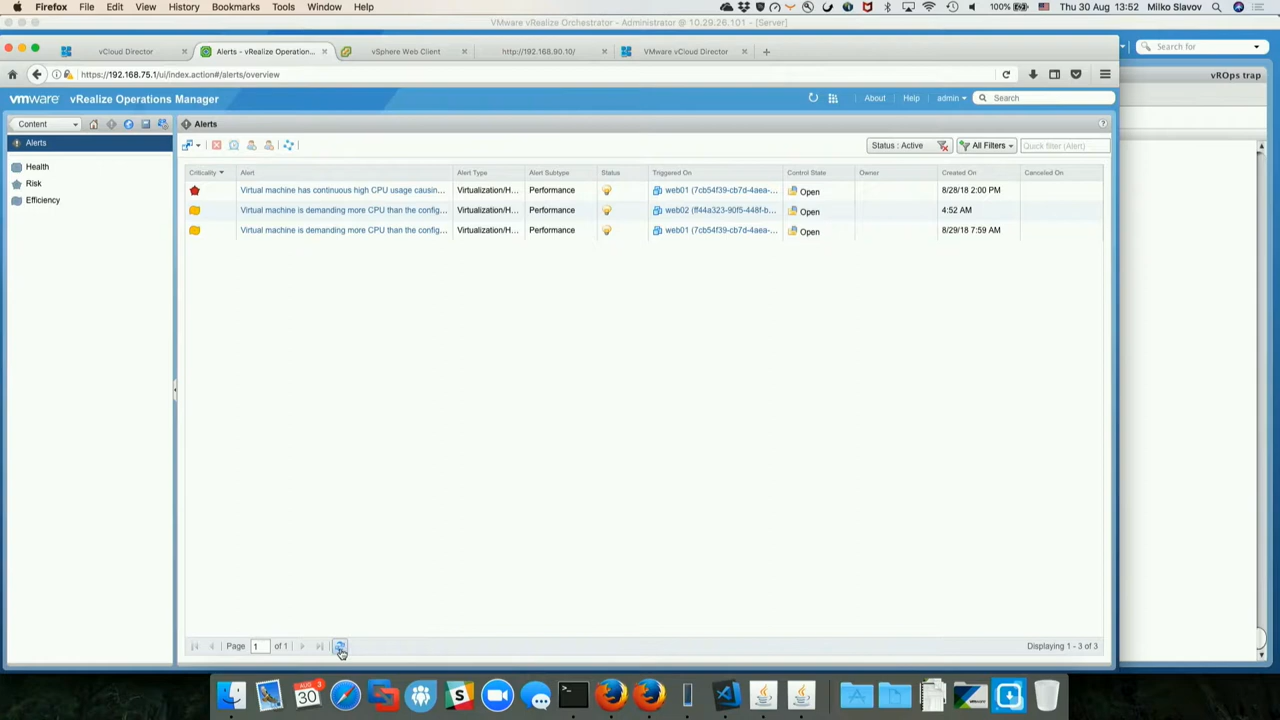 Firefox File Edit View History Bookmarks Tools Window Help 100% Thu 30 Aug 13:52 Milko Slavov
VMware vRealize Orchestrator - Administrator @ 10.29.26.101 - [Server]
vCloud Director Alerts - vRealize Operation... vSphere Web Client http://192.168.90.10/ VMware vCloud Director
Search for
https://192.168.75.1/ui/index.action#/alerts/overview
vROps trap
vmware vRealize Operations Manager About Help admin Search
Content
Alerts
Alerts
Health
Risk
Efficiency
Status : Active All Filters Quick filter (Alert)
Criticality Alert Alert Type Alert Subtype Status Triggered On Control State Owner Created On Canceled On
Virtual machine has continuous high CPU usage causin... Virtualization/H... Performance web01 (7cb54f39-cb7d-4aea-... Open 8/28/18 2:00 PM
Virtual machine is demanding more CPU than the config... Virtualization/H... Performance web02 (ff44a323-90f5-448f-b... Open 4:52 AM
Virtual machine is demanding more CPU than the config... Virtualization/H... Performance web01 (7cb54f39-cb7d-4aea-... Open 8/29/18 7:59 AM
Page 1 of 1 Displaying 1 - 3 of 3
AUG 3
30